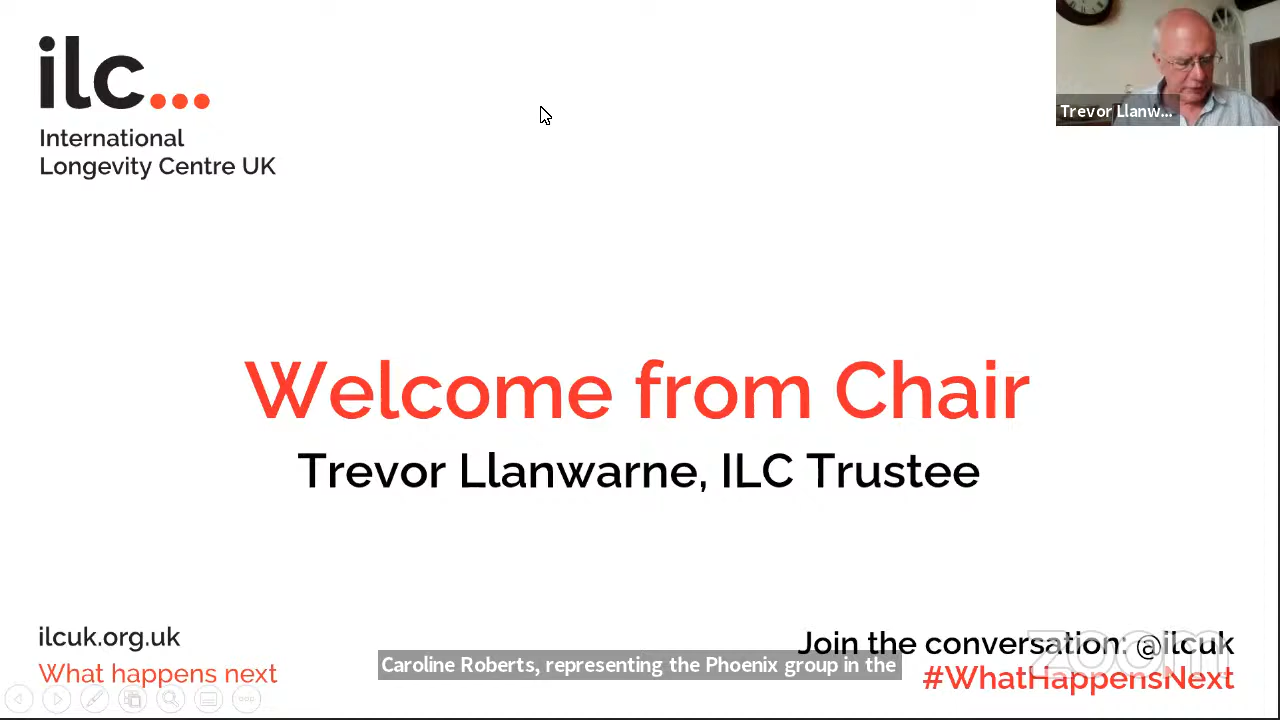 ilc...
International
Longevity Centre UK
Trevor Llanw...
Welcome from Chair
Trevor Llanwarne, ILC Trustee
ilcuk.org.uk
What happens next
Join the conversation: @ilcuk
#WhatHappensNext
zoom
Caroline Roberts, representing the Phoenix group in the